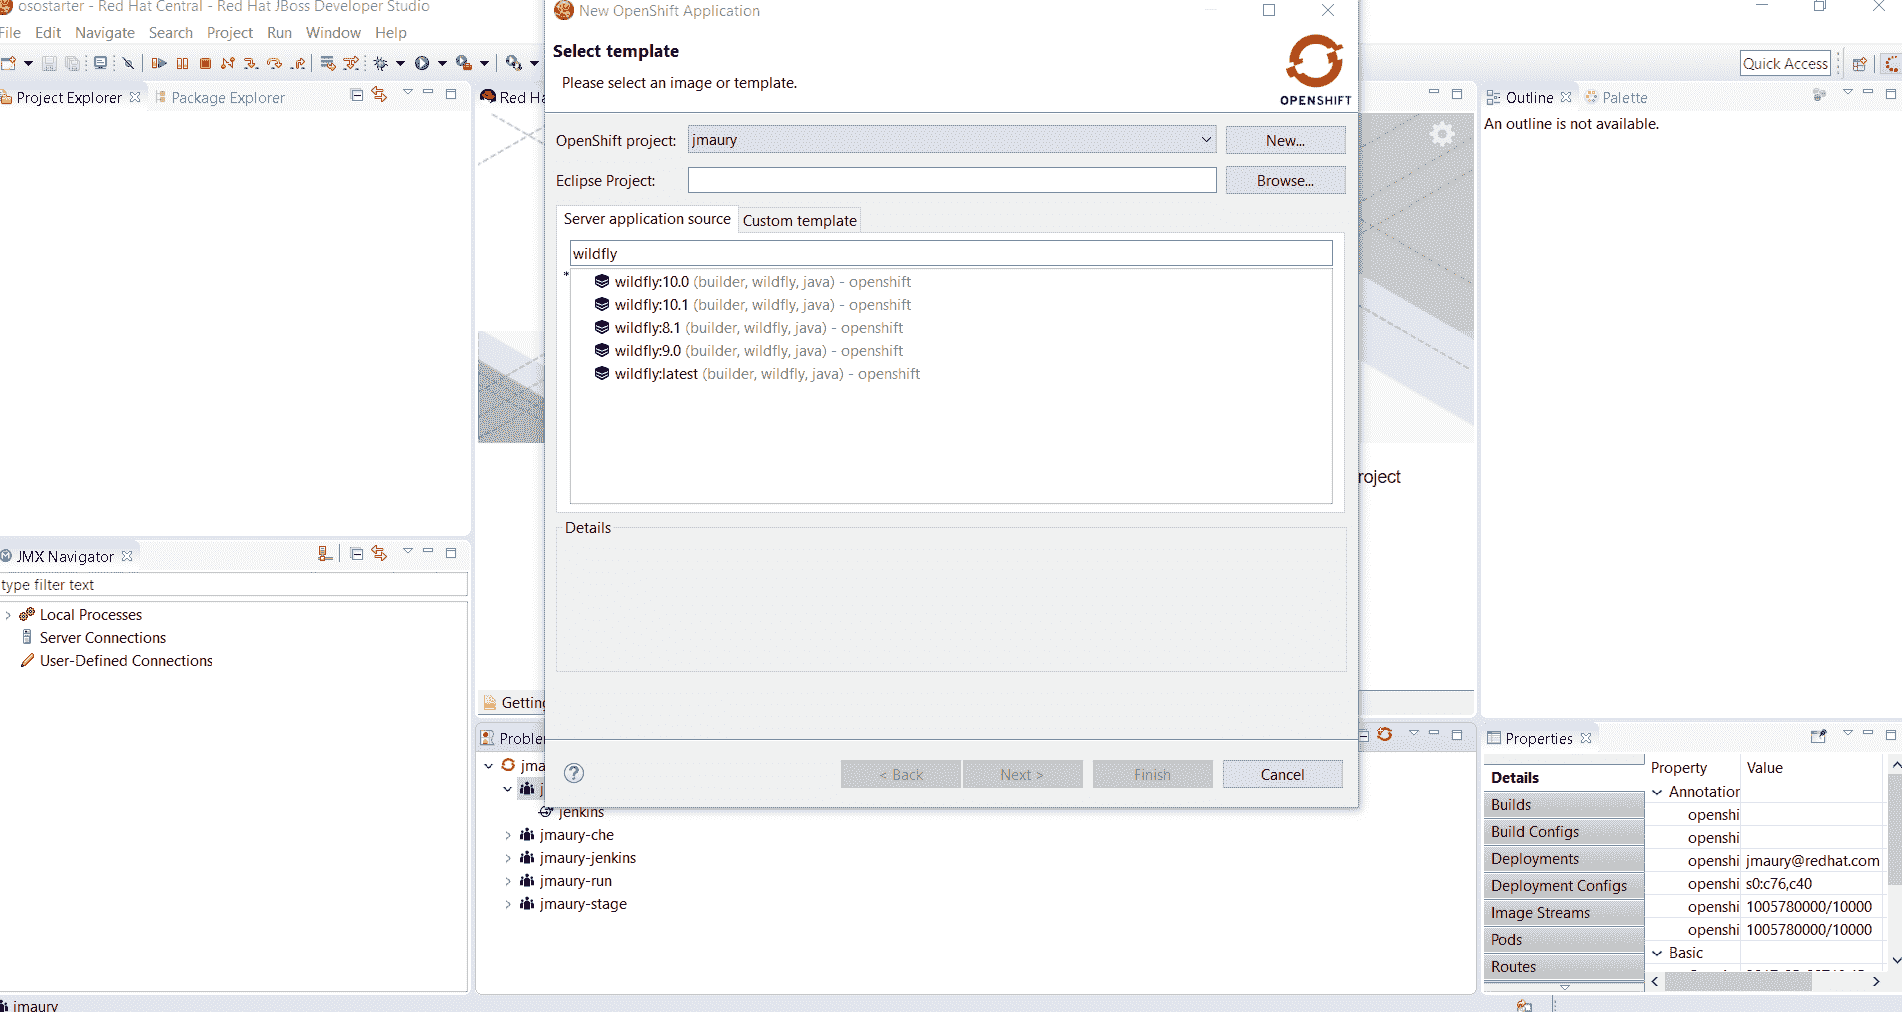 osostarter - Red Hat Central - Red Hat JBoss Developer Studio
File Edit Navigate Search Project Run Window Help
Quick Access
Project Explorer
Package Explorer
Red Ha
Outline
Palette
An outline is not available.
New OpenShift Application
Select template
Please select an image or template.
OPENSHIFT
OpenShift project: jmaury New...
Eclipse Project: Browse...
Server application source Custom template
wildfly
*
wildfly:10.0 (builder, wildfly, java) - openshift
wildfly:10.1 (builder, wildfly, java) - openshift
wildfly:8.1 (builder, wildfly, java) - openshift
wildfly:9.0 (builder, wildfly, java) - openshift
wildfly:latest (builder, wildfly, java) - openshift
Details
? < Back Next > Finish Cancel
roject
JMX Navigator
type filter text
Local Processes
Server Connections
User-Defined Connections
Getting
Proble
jma
j
jenkins
jmaury-che
jmaury-jenkins
jmaury-run
jmaury-stage
Properties
Details
Builds
Build Configs
Deployments
Deployment Configs
Image Streams
Pods
Routes
Property Value
Annotation
openshi
openshi
openshi jmaury@redhat.com
openshi s0:c76,c40
openshi 1005780000/10000
openshi 1005780000/10000
Basic
jmaury